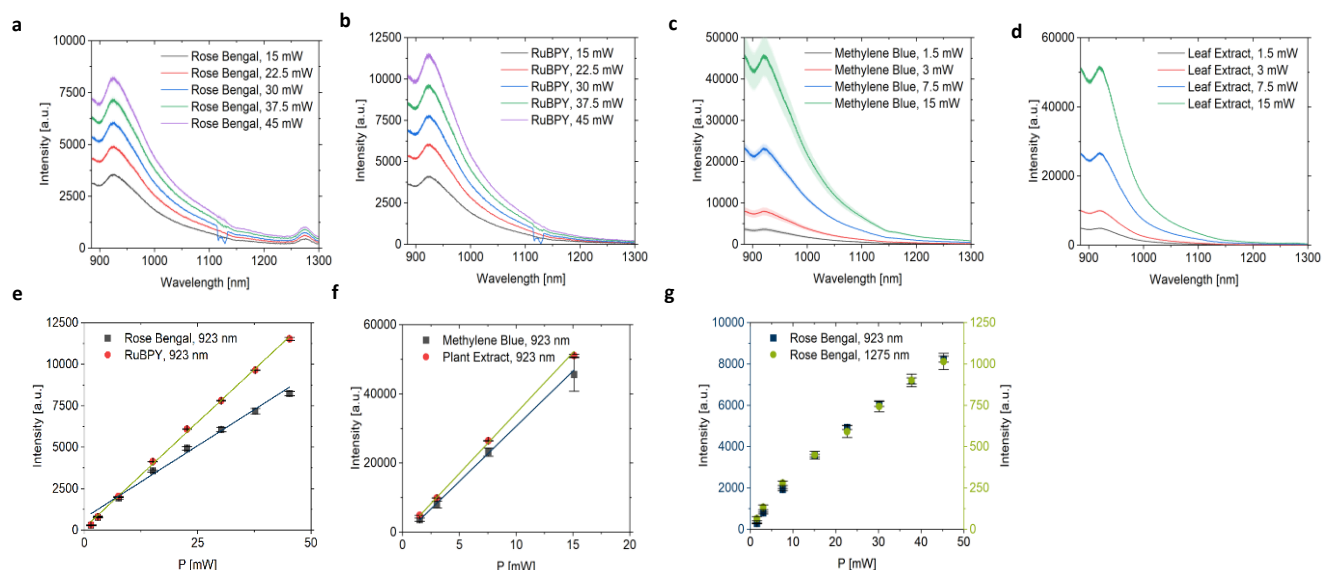 a
10000
7500
5000
2500
0
Intensity [a.u.]
Rose Bengal, 15 mW
Rose Bengal, 22.5 mW
Rose Bengal, 30 mW
Rose Bengal, 37.5 mW
Rose Bengal, 45 mW
900 1000 1100 1200 1300
Wavelength [nm]
b
12500
10000
7500
5000
2500
0
Intensity [a.u.]
RuBPY, 15 mW
RuBPY, 22.5 mW
RuBPY, 30 mW
RuBPY, 37.5 mW
RuBPY, 45 mW
900 1000 1100 1200 1300
Wavelength [nm]
c
50000
40000
30000
20000
10000
0
Intensity [a.u.]
Methylene Blue, 1.5 mW
Methylene Blue, 3 mW
Methylene Blue, 7.5 mW
Methylene Blue, 15 mW
900 1000 1100 1200 1300
Wavelength [nm]
d
60000
40000
20000
0
Intensity [a.u.]
Leaf Extract, 1.5 mW
Leaf Extract, 3 mW
Leaf Extract, 7.5 mW
Leaf Extract, 15 mW
900 1000 1100 1200 1300
Wavelength [nm]
e
12500
10000
7500
5000
2500
0
Intensity [a.u.]
Rose Bengal, 923 nm
RuBPY, 923 nm
0 10 20 30 40 50
P [mW]
f
60000
40000
20000
0
Intensity [a.u.]
Methylene Blue, 923 nm
Plant Extract, 923 nm
0 5 10 15 20
P [mW]
g
10000
8000
6000
4000
2000
0
Intensity [a.u.]
Rose Bengal, 923 nm
Rose Bengal, 1275 nm
1250
1000
750
500
250
0
Intensity [a.u.]
0 10 20 30 40 50
P [mW]